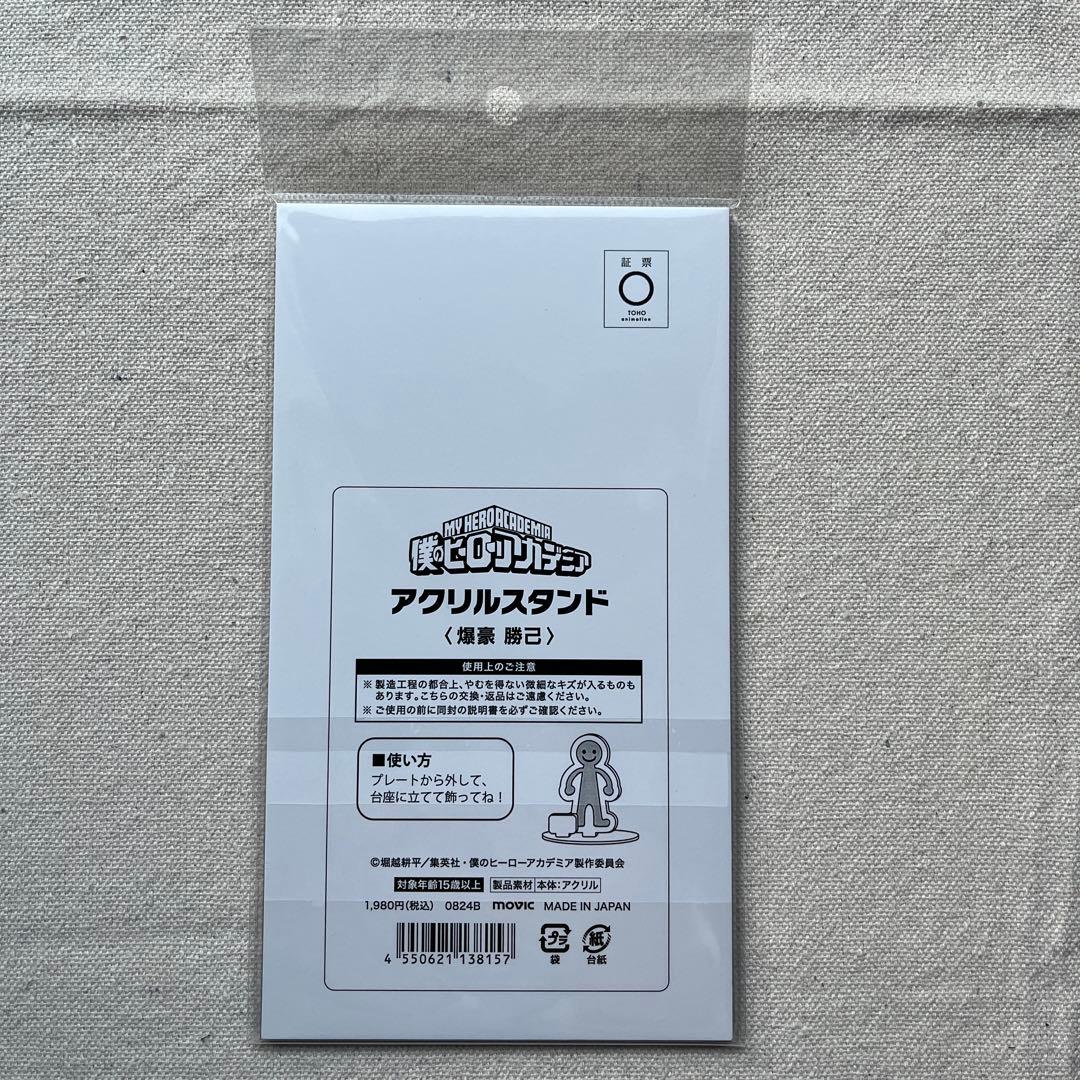 証 票
TOHO
animation
MY HERO ACADEMIA
僕のヒーローアカデミア
アクリルスタンド
〈 爆豪 勝己 〉
使用上のご注意
※ 製造工程の都合上、やむを得ない微細なキズが入るものも
あります。こちらの交換・返品はご遠慮ください。
※ ご使用の前に同封の説明書を必ずご確認ください。
■使い方
プレートから外して、
台座に立てて飾ってね！
©堀越耕平／集英社・僕のヒーローアカデミア製作委員会
対象年齢15歳以上 製品素材 本体：アクリル
1,980円（税込） 0824B movic MADE IN JAPAN
4 550621 138157
プラ 紙
袋 台紙